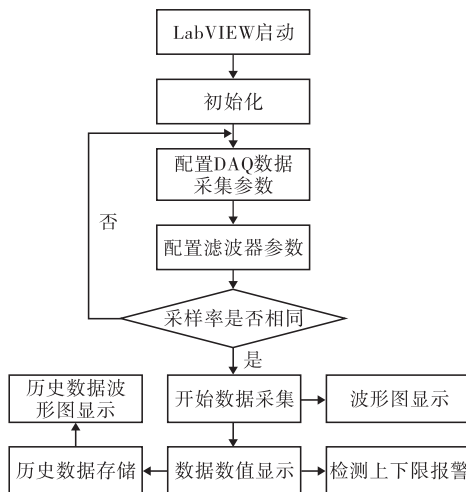 LabVIEW启动
初始化
配置DAQ数据
采集参数
否
配置滤波器参数
采样率是否相同
是
历史数据波
形图显示
开始数据采集
波形图显示
历史数据存储
数据数值显示
检测上下限报警